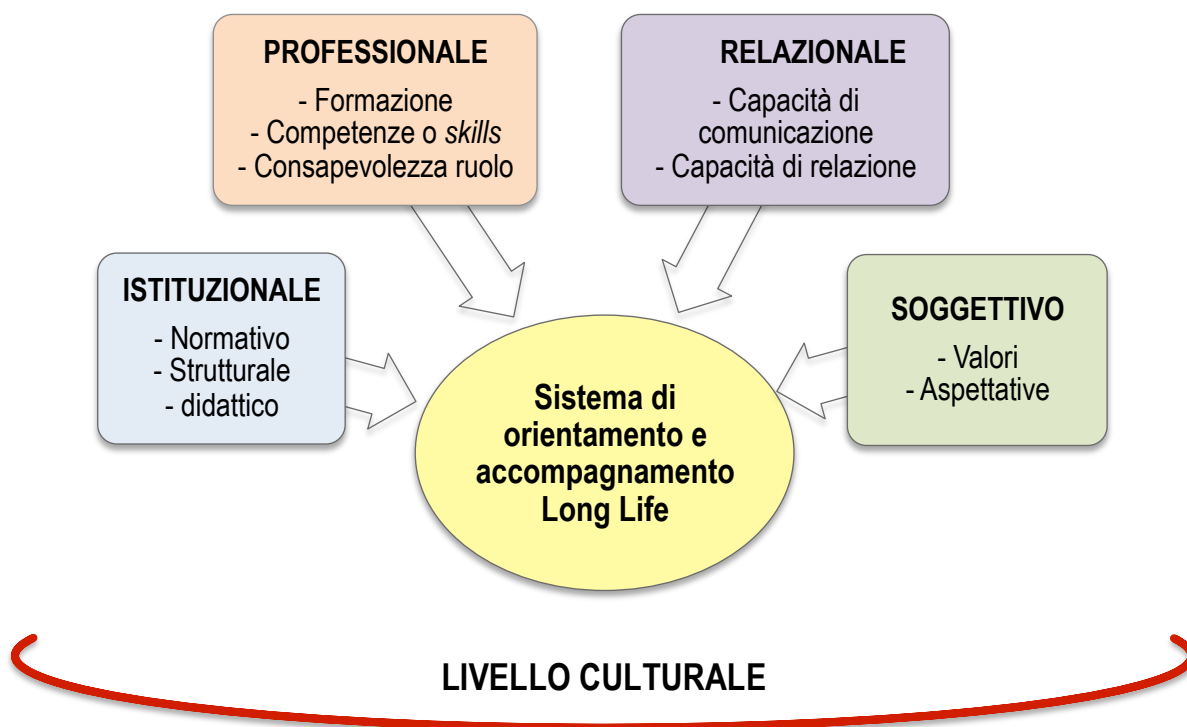 PROFESSIONALE
- Formazione
- Competenze o skills
- Consapevolezza ruolo
RELAZIONALE
- Capacità di
comunicazione
- Capacità di relazione
ISTITUZIONALE
- Normativo
- Strutturale
- didattico
SOGGETTIVO
- Valori
- Aspettative
Sistema di
orientamento e
accompagnamento
Long Life
LIVELLO CULTURALE